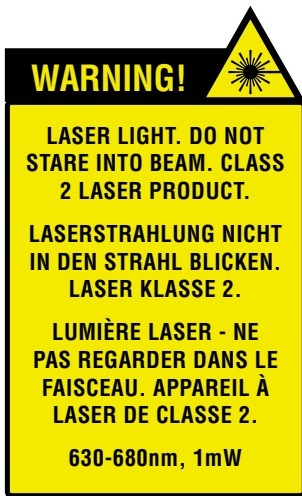 WARNING!
LASER LIGHT. DO NOT
STARE INTO BEAM. CLASS
2 LASER PRODUCT.
LASERSTRAHLUNG NICHT
IN DEN STRAHL BLICKEN.
LASER KLASSE 2.
LUMIÈRE LASER - NE
PAS REGARDER DANS LE
FAISCEAU. APPAREIL À
LASER DE CLASSE 2.
630-680nm, 1mW